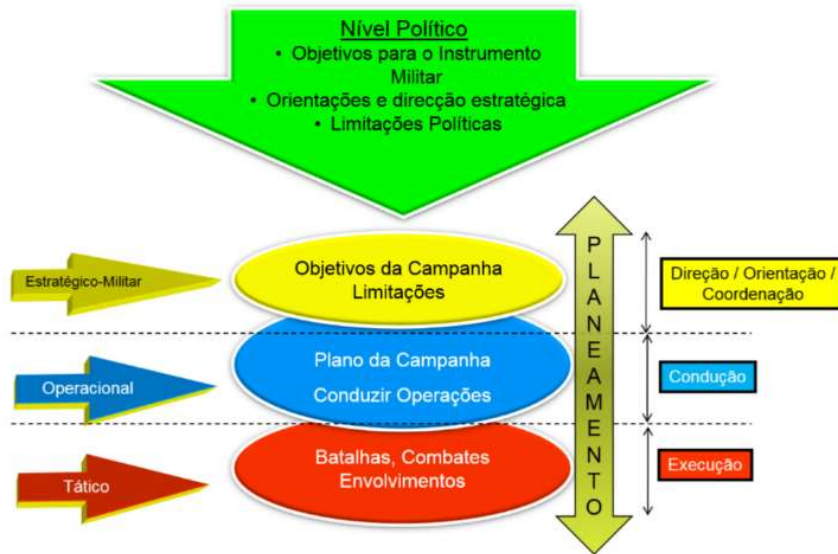 Nível Político
• Objetivos para o Instrumento
Militar
• Orientações e direcção estratégica
• Limitações Políticas
Estratégico-Militar
Objetivos da Campanha
Limitações
Direção / Orientação /
Coordenação
Operacional
Plano da Campanha
Conduzir Operações
Condução
Tático
Batalhas, Combates
Envolvimentos
Execução
PLANEAMENTO